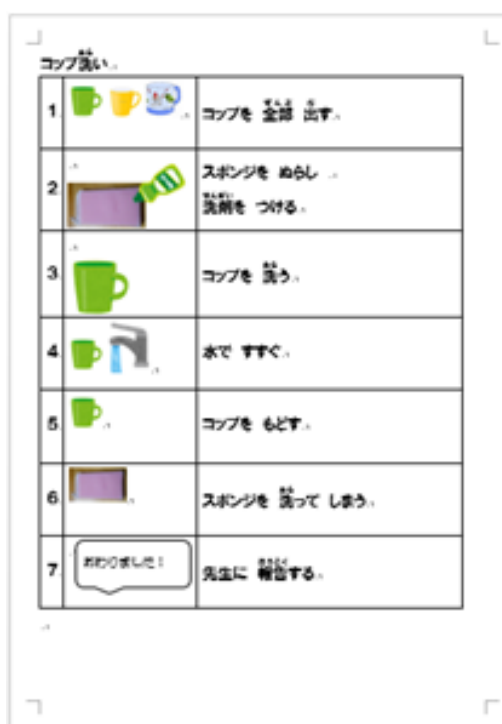 コップ洗い
1 コップを 全部 出す
2 スポンジを ぬらし
洗剤を つける
3. コップを 洗う
4. 水で すすぐ
5 コップを もどす
6. スポンジを 洗って しまう
7. おわりました! 先生に 報告する